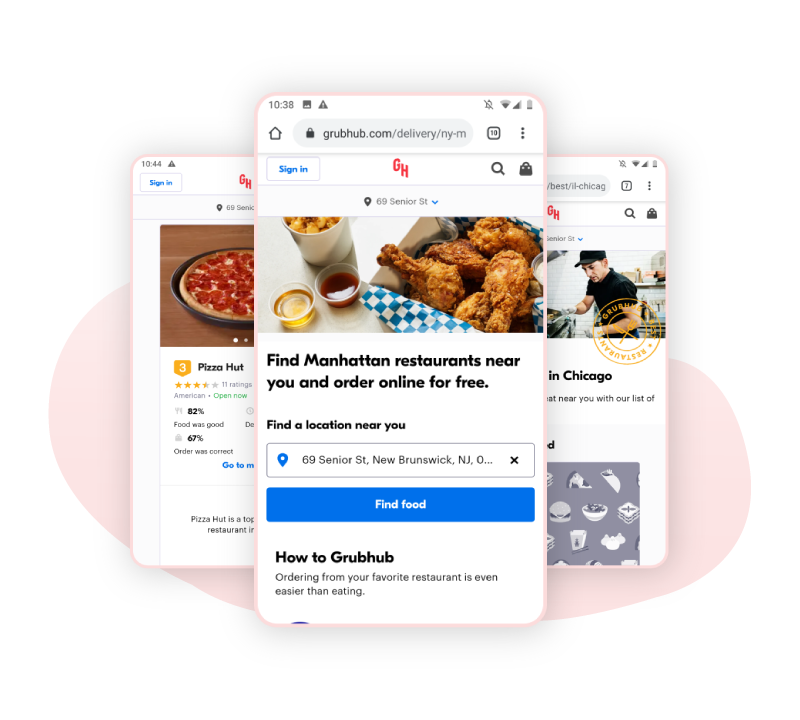 10:38
10
grubhub.com/delivery/ny-m
Sign in
GH
69 Senior St
Find Manhattan restaurants near
you and order online for free.
Find a location near you
69 Senior St, New Brunswick, NJ, 0...
Find food
How to Grubhub
Ordering from your favorite restaurant is even
easier than eating.
10:44
Sign in
GH
69 Senic
3 Pizza Hut
11 ratings
American • Open now
82%
Food was good
De
67%
Order was correct
Go to m
Pizza Hut is a top
restaurant in
/best/il-chicag
7
GH
Senior St
GRUBHUB
RESTAURANT
in Chicago
at near you with our list of
d